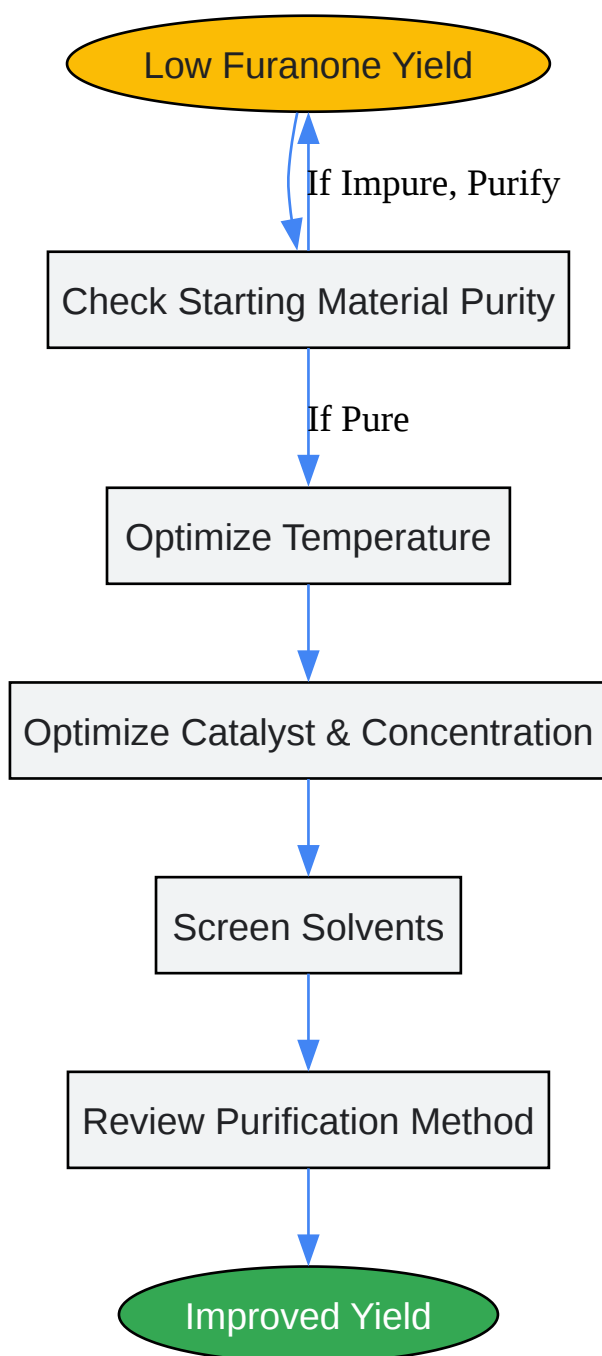 Low Furanone Yield
If Impure, Purify
Check Starting Material Purity
If Pure
Optimize Temperature
Optimize Catalyst & Concentration
Screen Solvents
Review Purification Method
Improved Yield